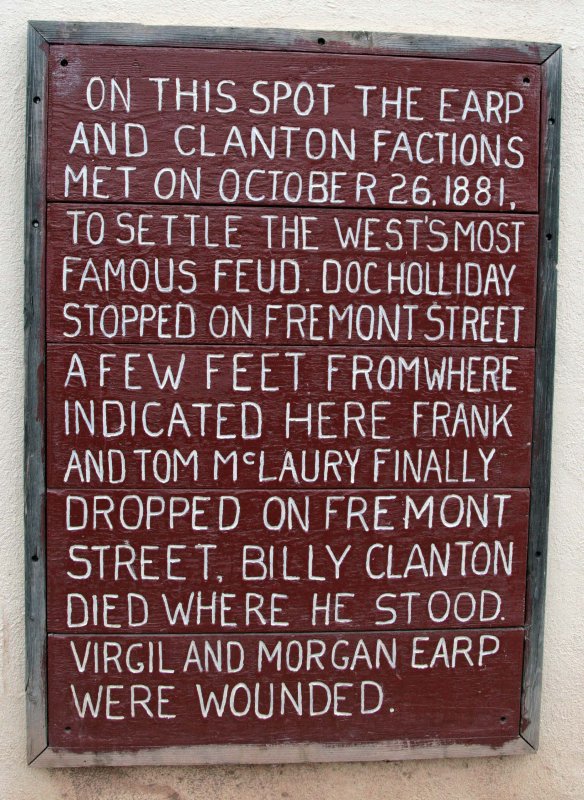 ON THIS SPOT THE EARP
AND CLANTON FACTIONS
MET ON OCTOBER 26, 1881,
TO SETTLE THE WEST'S MOST
FAMOUS FEUD. DOC HOLLIDAY
STOPPED ON FREMONT STREET
A FEW FEET FROM WHERE
INDICATED HERE FRANK
AND TOM McLAURY FINALLY
DROPPED ON FREMONT
STREET, BILLY CLANTON
DIED WHERE HE STOOD.
VIRGIL AND MORGAN EARP
WERE WOUNDED.